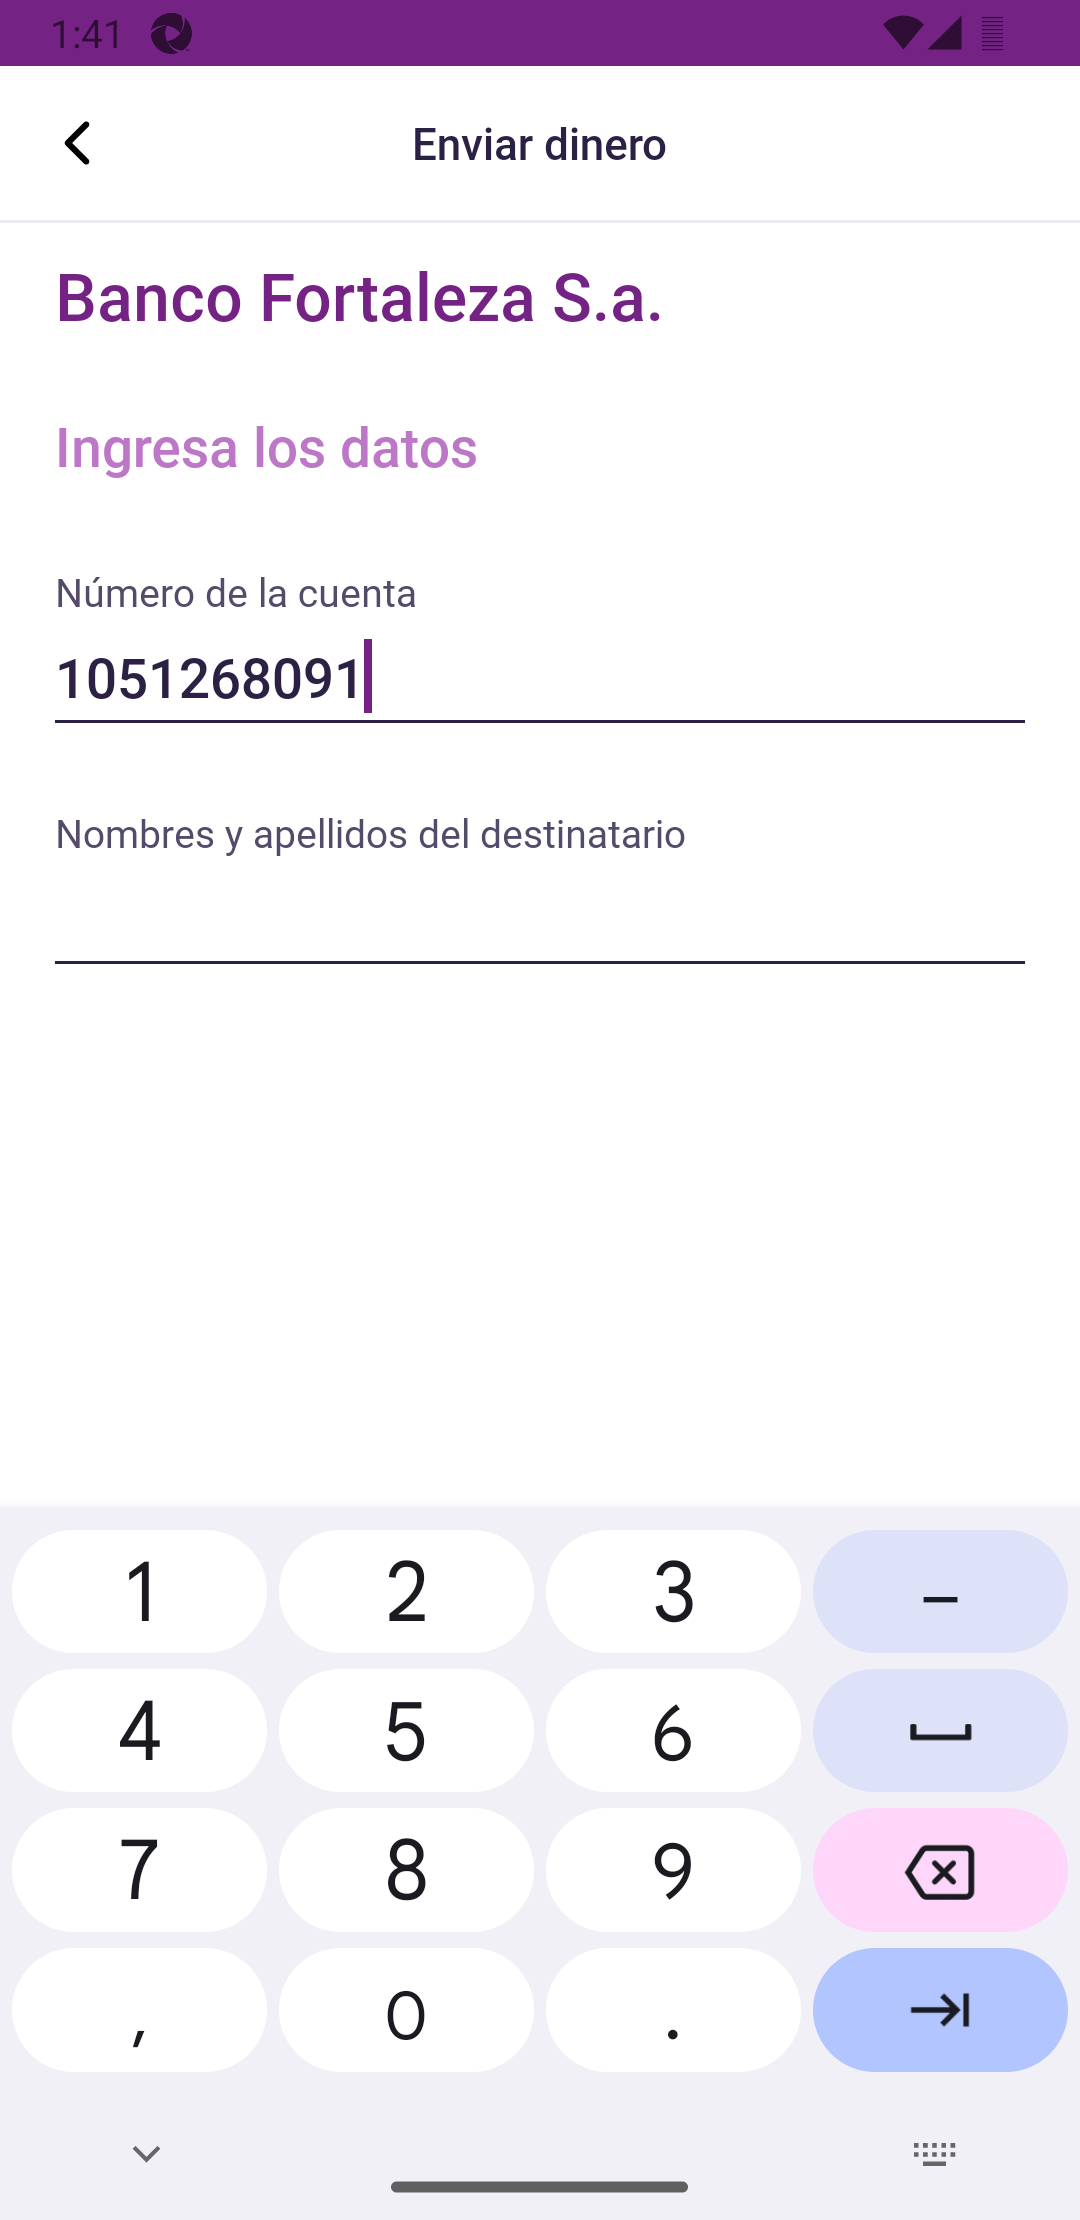 1:41
Enviar dinero
Banco Fortaleza S.a.
Ingresa los datos
Número de la cuenta
1051268091
Nombres y apellidos del destinatario
1 2 3 –
4 5 6
7 8 9
, 0 .